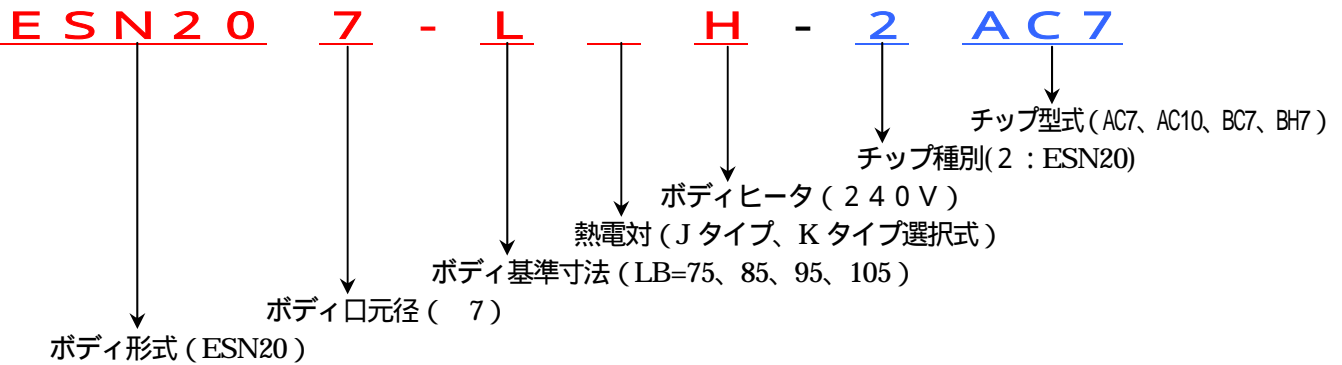 ESN20 7-L H-2 AC7
チップ型式(AC7、AC10、BC7、BH7)
チップ種別(2:ESN20)
ボディヒータ(240V)
熱電対(Jタイプ、Kタイプ選択式)
ボディ基準寸法(LB=75、85、95、105)
ボディ口元径( 7)
ボディ形式(ESN20)